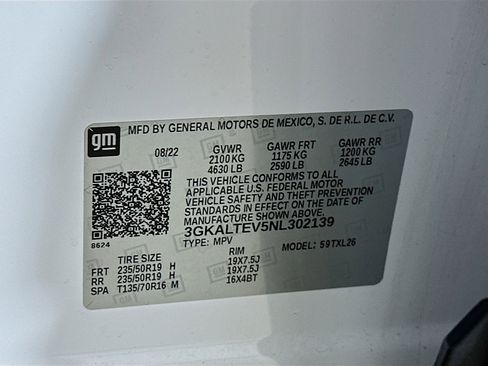 gm
MFD BY GENERAL MOTORS DE MEXICO, S. DE R.L. DE C.V.
08/22 GVWR GAWR FRT GAWR RR
2100 KG 1175 KG 1200 KG
4630 LB 2590 LB 2645 LB
THIS VEHICLE CONFORMS TO ALL
APPLICABLE U.S. FEDERAL MOTOR
VEHICLE SAFETY AND THEFT PREVENTION
STANDARDS IN EFFECT ON THE DATE OF
MANUFACTURE SHOWN ABOVE.
3GKALTEV5NL302139
8624
TYPE: MPV MODEL: 59TXL26
TIRE SIZE RIM
FRT 235/50R19 H 19X7.5J
RR 235/50R19 H 19X7.5J
SPA T135/70R16 M 16X4BT